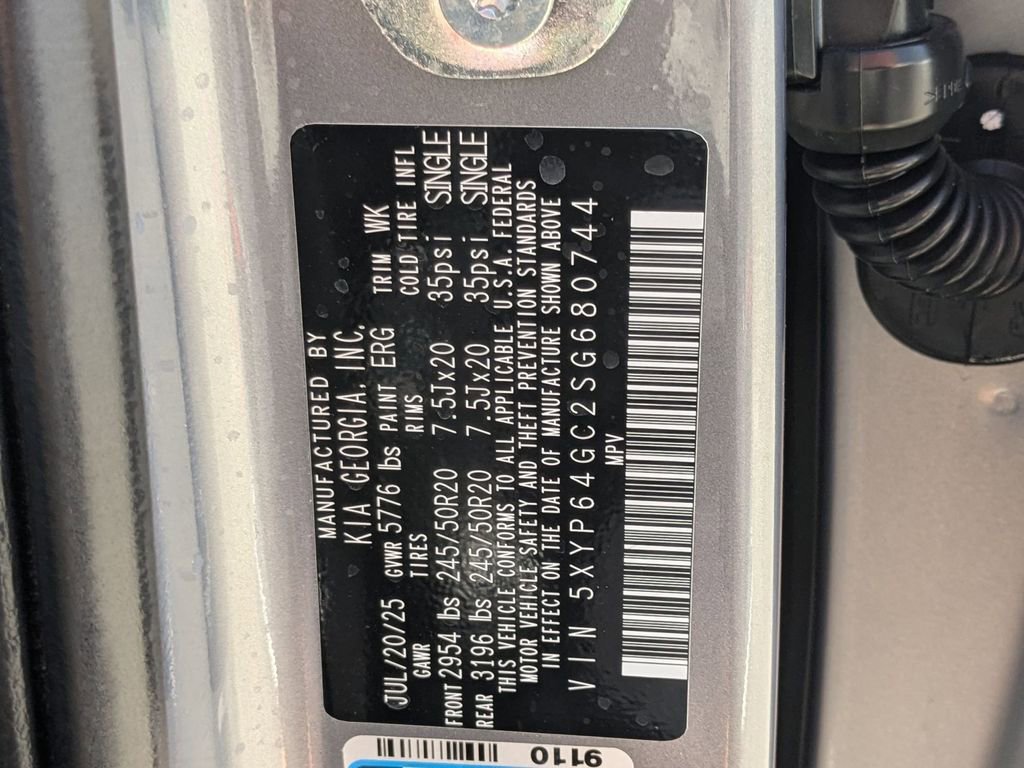 MANUFACTURED BY
KIA GEORGIA, INC.
JUL/20/25 GVWR 5776 lbs PAINT ERG TRIM WK
GAWR TIRES RIMS COLD TIRE INFL
FRONT 2954 lbs 245/50R20 7.5Jx20 35psi SINGLE
REAR 3196 lbs 245/50R20 7.5Jx20 35psi SINGLE
THIS VEHICLE CONFORMS TO ALL APPLICABLE U.S.A. FEDERAL
MOTOR VEHICLE SAFETY AND THEFT PREVENTION STANDARDS
IN EFFECT ON THE DATE OF MANUFACTURE SHOWN ABOVE
VIN 5XYP64GC2SG680744
MPV
9110